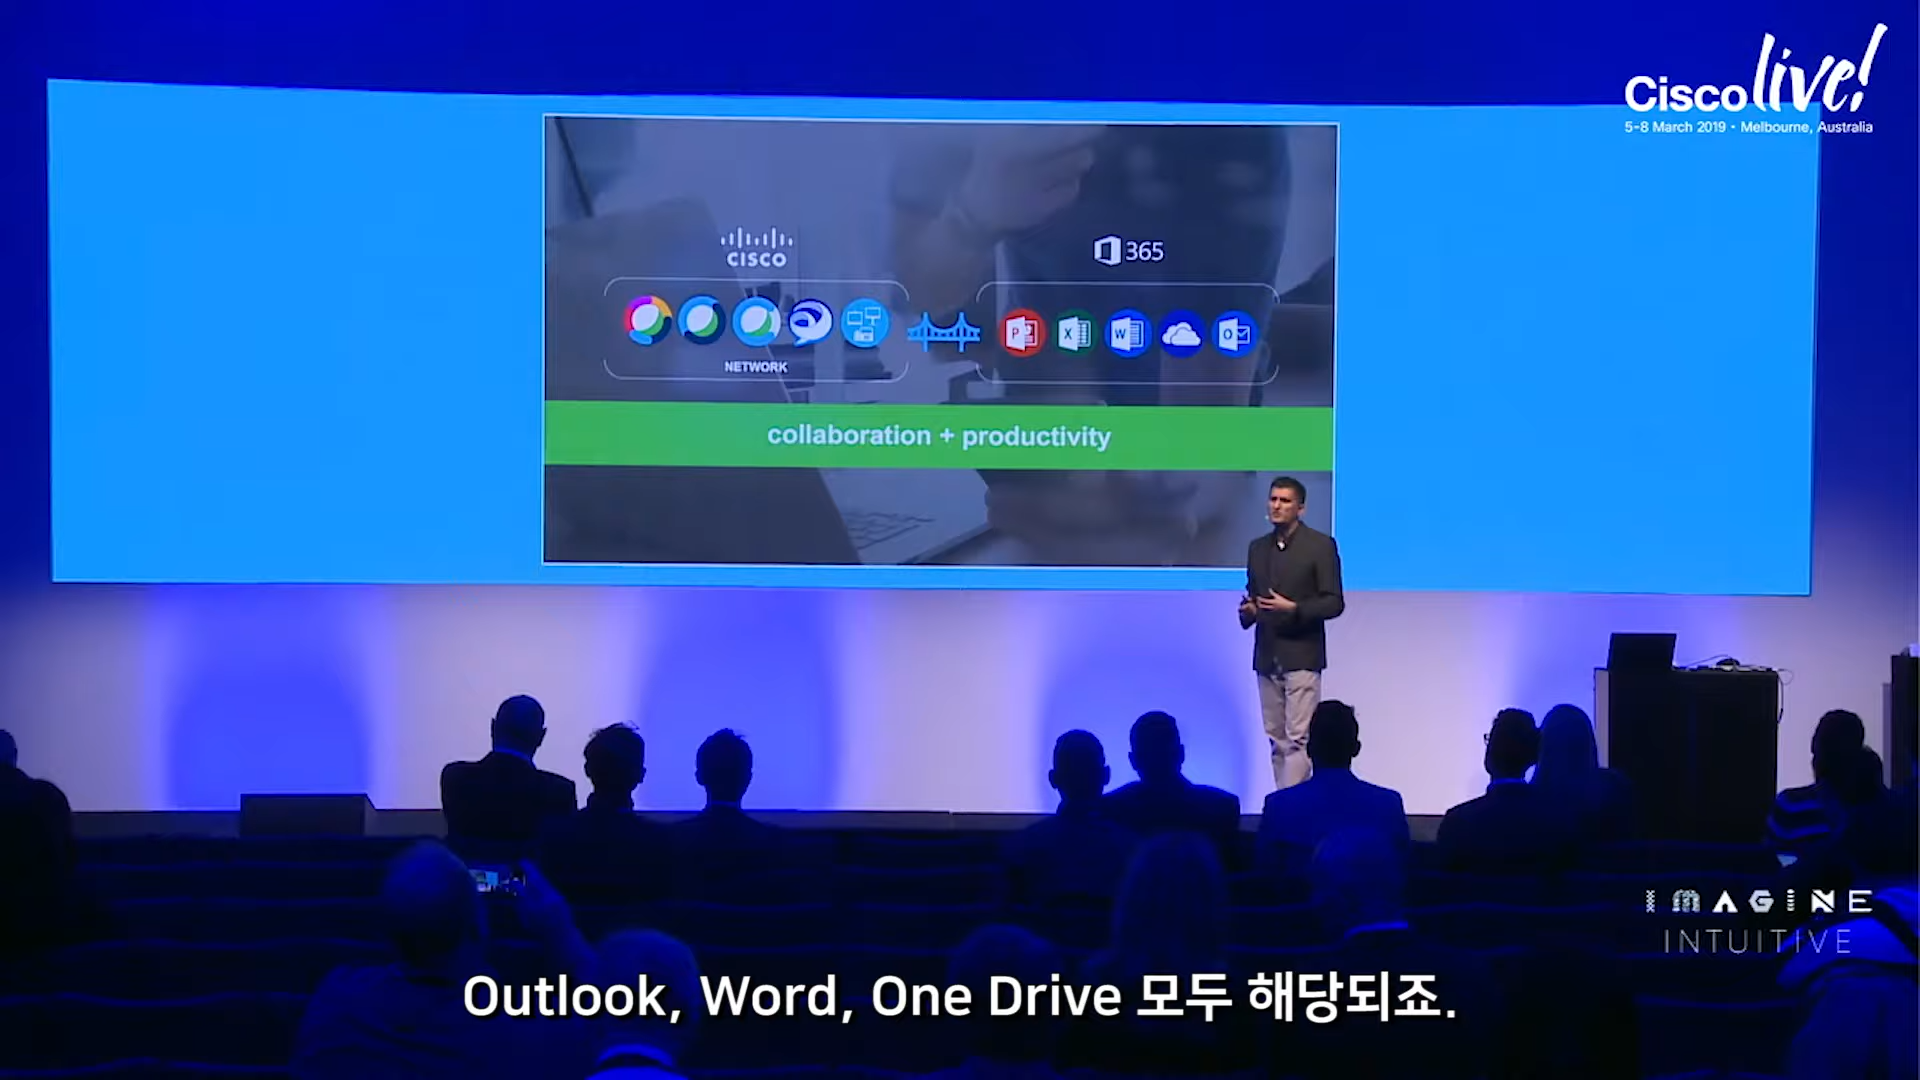 Cisco live!
5-8 March 2019 • Melbourne, Australia
CISCO
365
P
X
W
O
NETWORK
collaboration + productivity
IMAGINE
INTUITIVE
Outlook, Word, One Drive 모두 해당되죠.